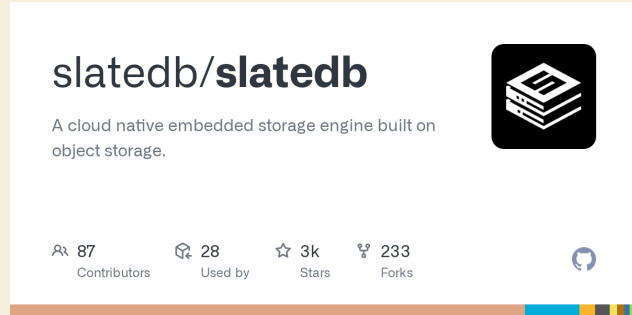 slatedb/slatedb
A cloud native embedded storage engine built on
object storage.
87 28 3k 233
Contributors Used by Stars Forks